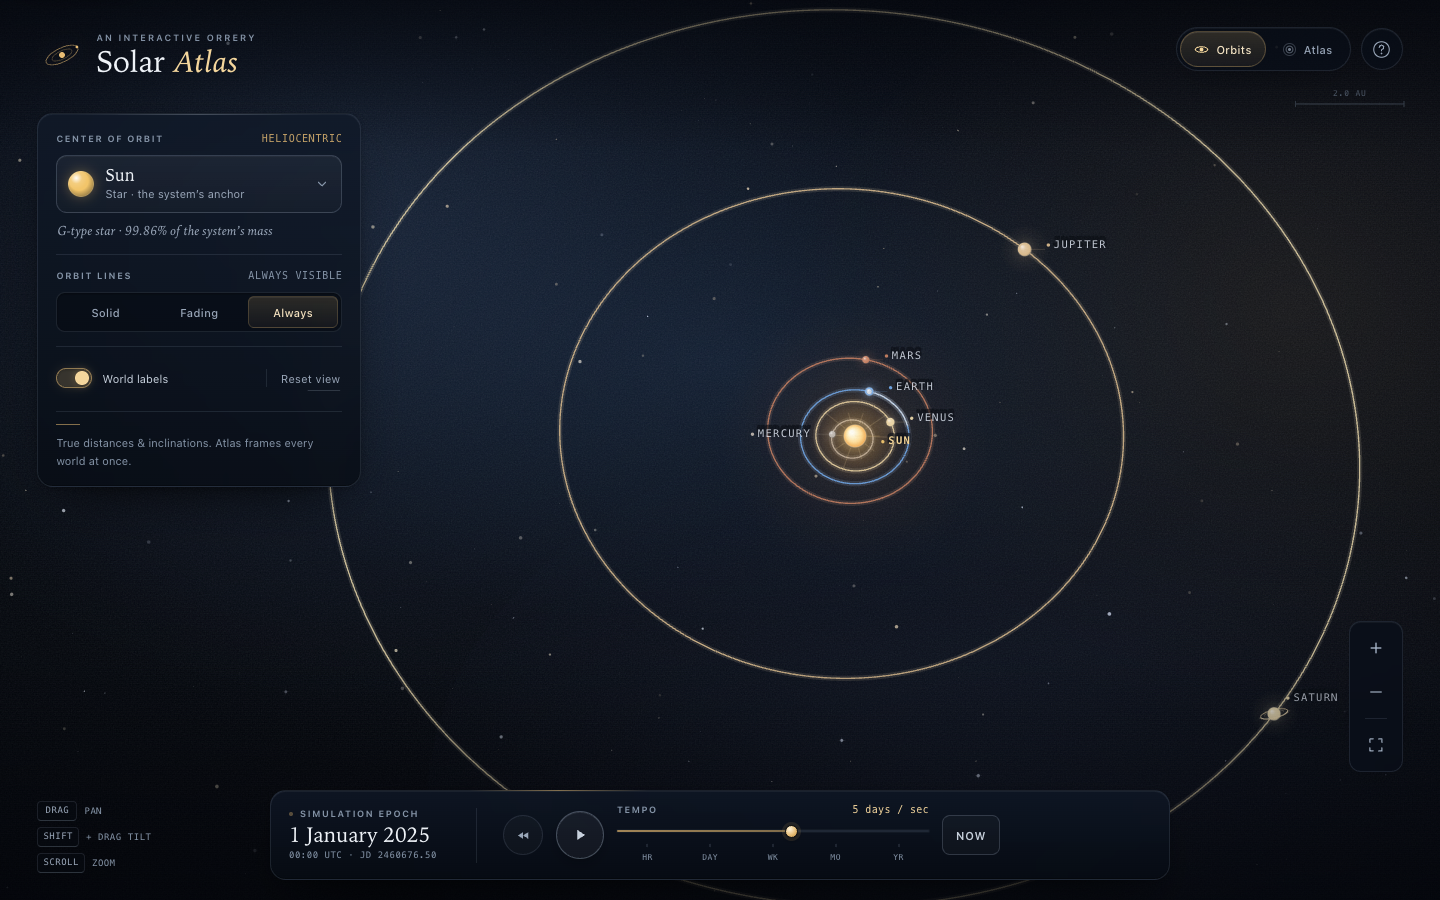 AN INTERACTIVE ORRERY
Solar Atlas
Orbits
Atlas
?
2.0 AU
CENTER OF ORBIT
HELIOCENTRIC
Sun
Star · the system's anchor
G-type star · 99.86% of the system's mass
ORBIT LINES
ALWAYS VISIBLE
Solid
Fading
Always
World labels
Reset view
True distances & inclinations. Atlas frames every
world at once.
JUPITER
MARS
EARTH
VENUS
MERCURY
SUN
SATURN
DRAG PAN
SHIFT + DRAG TILT
SCROLL ZOOM
SIMULATION EPOCH
1 January 2025
00:00 UTC · JD 2460676.50
TEMPO
5 days / sec
HR DAY WK MO YR
NOW